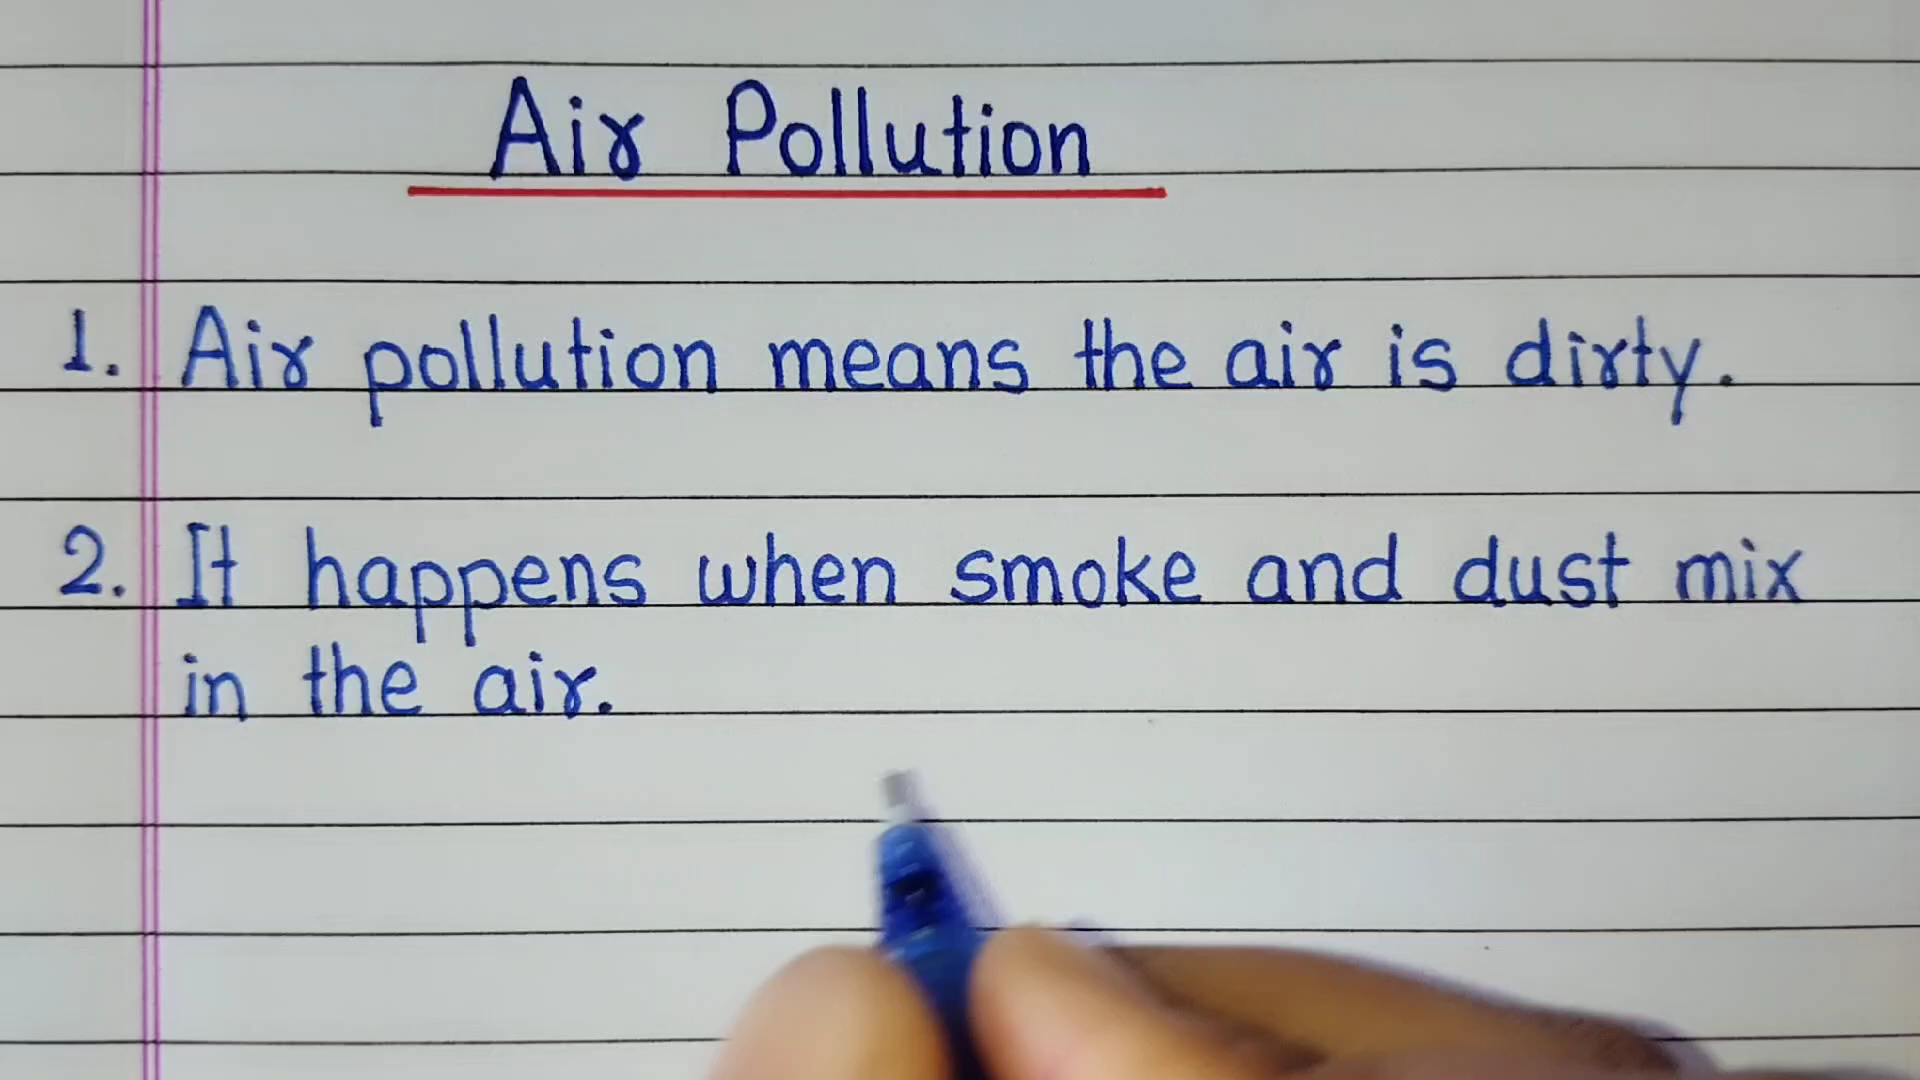 Air Pollution
1. Air pollution means the air is dirty.
2. It happens when smoke and dust mix
in the air.